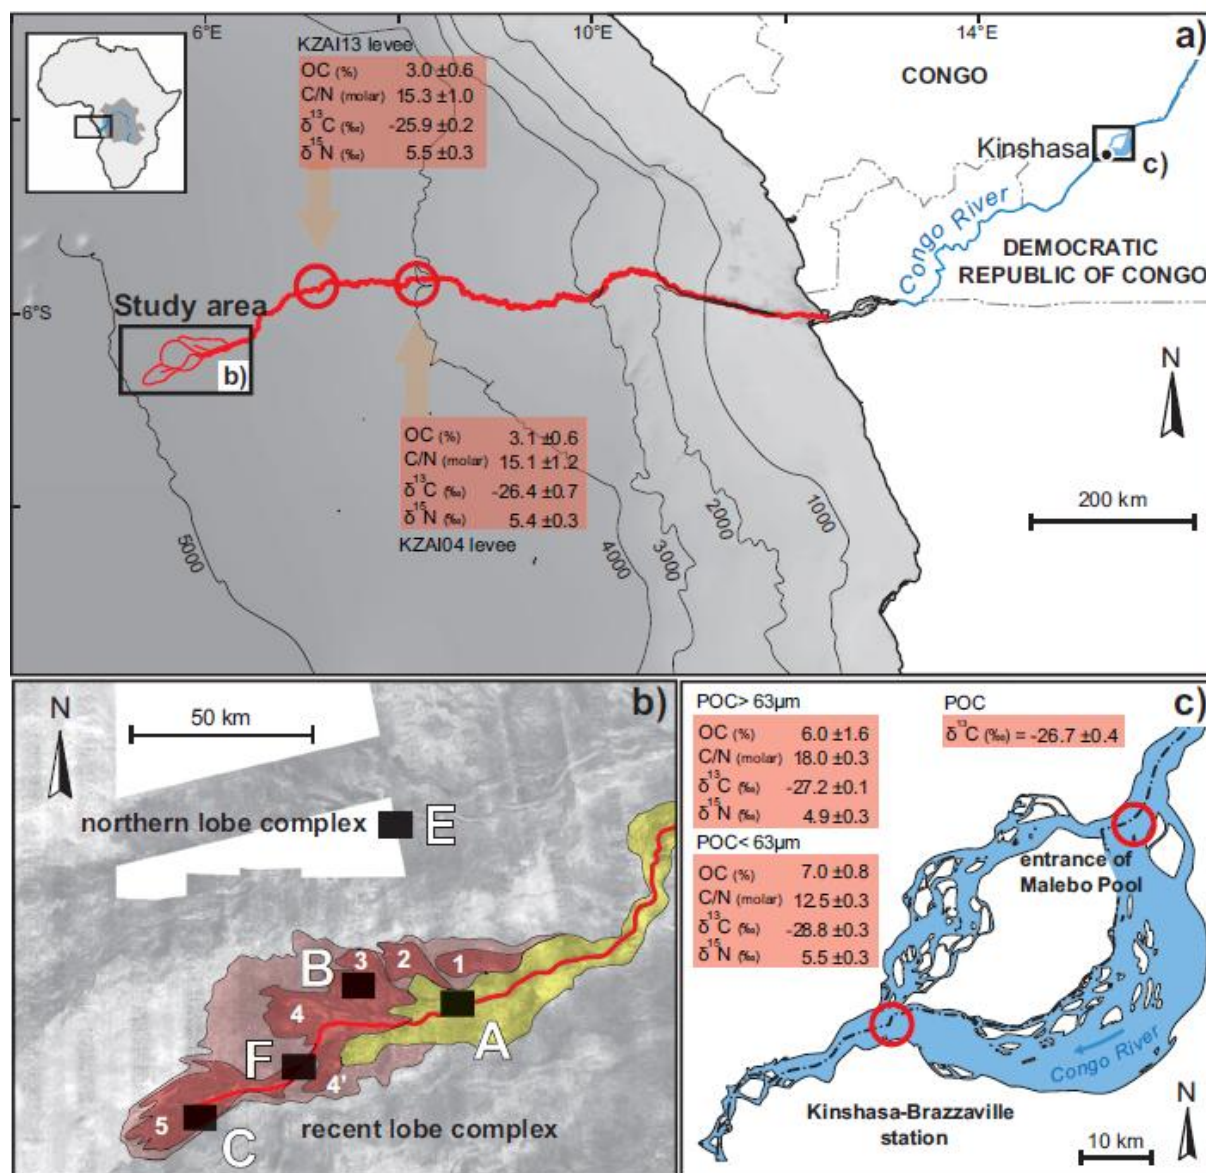 6°E
10°E
14°E
a)
KZAI13 levee
OC (%) 3.0 ±0.6
C/N (molar) 15.3 ±1.0
δ13C (‰) -25.9 ±0.2
δ15N (‰) 5.5 ±0.3
CONGO
Kinshasa
c)
Congo River
DEMOCRATIC
REPUBLIC OF CONGO
6°S
Study area
b)
N
OC (%) 3.1 ±0.6
C/N (molar) 15.1 ±1.2
δ13C (‰) -26.4 ±0.7
δ15N (‰) 5.4 ±0.3
KZAI04 levee
5000
4000
3000
2000
1000
200 km
b)
N
50 km
northern lobe complex
E
B
3
2
1
4
A
F
4'
5
C
recent lobe complex
c)
POC> 63µm
OC (%) 6.0 ±1.6
C/N (molar) 18.0 ±0.3
δ13C (‰) -27.2 ±0.1
δ15N (‰) 4.9 ±0.3
POC< 63µm
OC (%) 7.0 ±0.8
C/N (molar) 12.5 ±0.3
δ13C (‰) -28.8 ±0.3
δ15N (‰) 5.5 ±0.3
POC
δ13C (‰) = -26.7 ±0.4
entrance of
Malebo Pool
Congo River
Kinshasa-Brazzaville
station
N
10 km